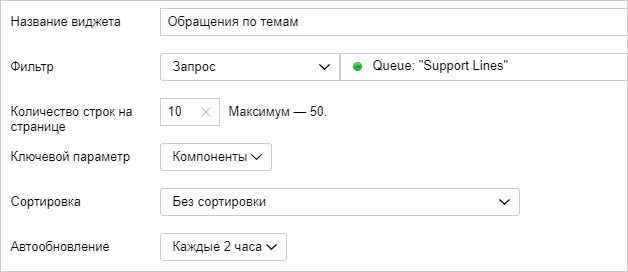 Название виджета Обращения по темам
Фильтр Запрос Queue: "Support Lines"
Количество строк на странице 10 Максимум — 50.
Ключевой параметр Компоненты
Сортировка Без сортировки
Автообновление Каждые 2 часа